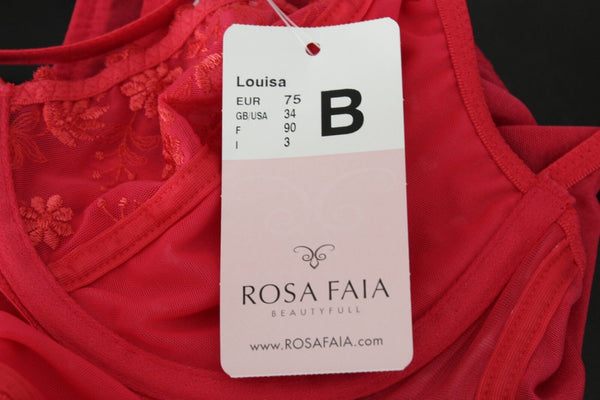 Louisa
EUR 75
GB/USA 34
F 90
I 3
B
ROSA FAIA
BEAUTYFULL
www.ROSAFAIA.com